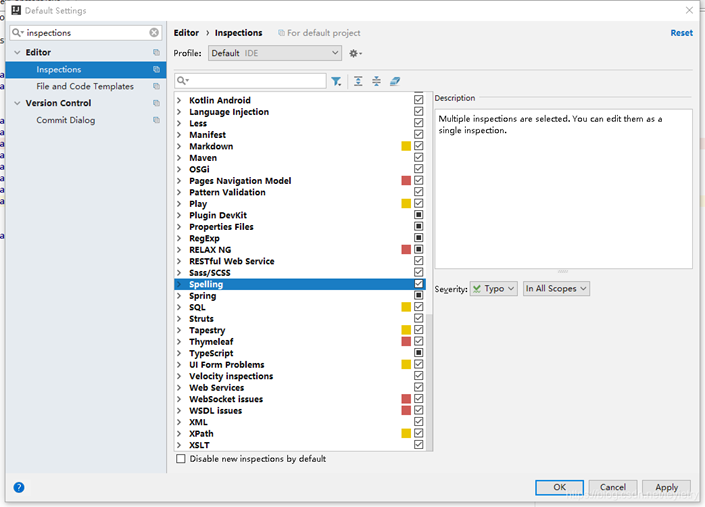 Default Settings
inspections
Editor
Inspections
File and Code Templates
Version Control
Commit Dialog
Editor › Inspections For default project
Reset
Profile: Default IDE
Kotlin Android
Language Injection
Less
Manifest
Markdown
Maven
OSGi
Pages Navigation Model
Pattern Validation
Play
Plugin DevKit
Properties Files
RegExp
RELAX NG
RESTful Web Service
Sass/SCSS
Spelling
Spring
SQL
Struts
Tapestry
Thymeleaf
TypeScript
UI Form Problems
Velocity inspections
Web Services
WebSocket issues
WSDL issues
XML
XPath
XSLT
Disable new inspections by default
Description
Multiple inspections are selected. You can edit them as a
single inspection.
Severity: Typo In All Scopes
OK
Cancel
Apply